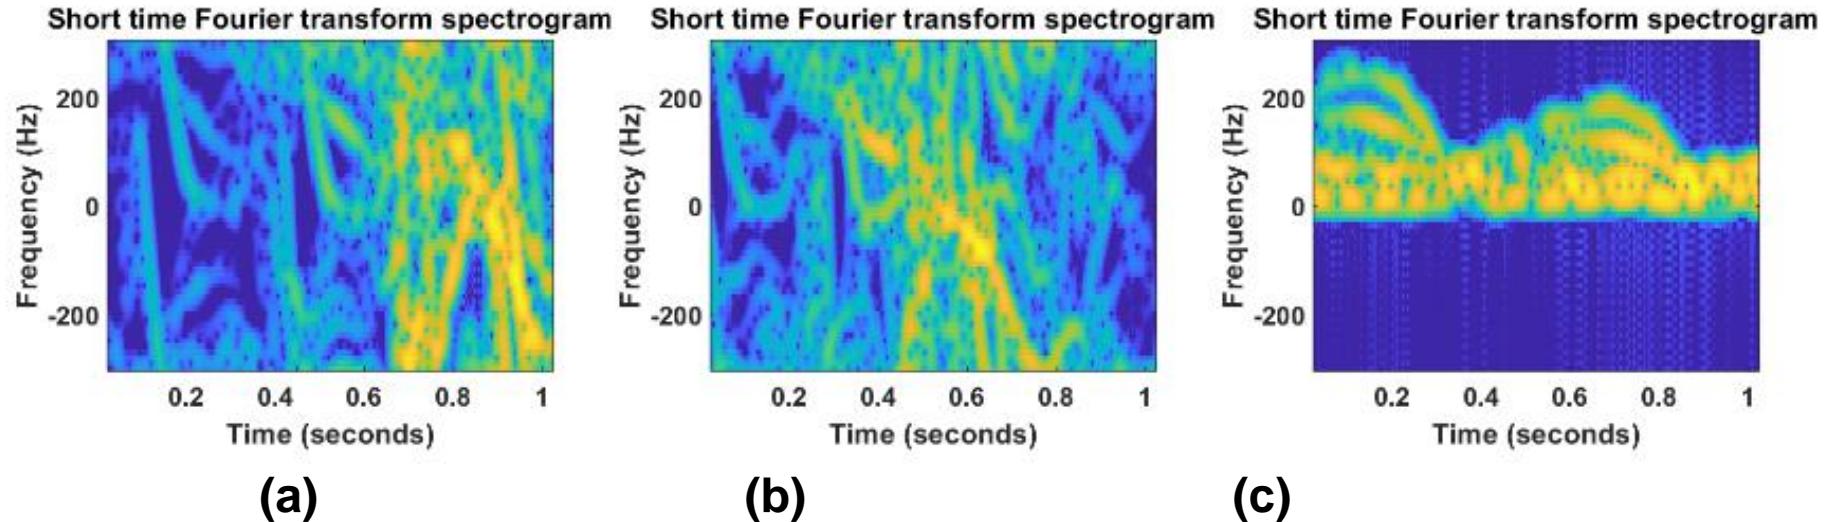 Short time Fourier transform spectrogram
Frequency (Hz)
200
0
-200
0.2 0.4 0.6 0.8 1
Time (seconds)
(a)
Short time Fourier transform spectrogram
Frequency (Hz)
200
0
-200
0.2 0.4 0.6 0.8 1
Time (seconds)
(b)
Short time Fourier transform spectrogram
Frequency (Hz)
200
0
-200
0.2 0.4 0.6 0.8 1
Time (seconds)
(c)